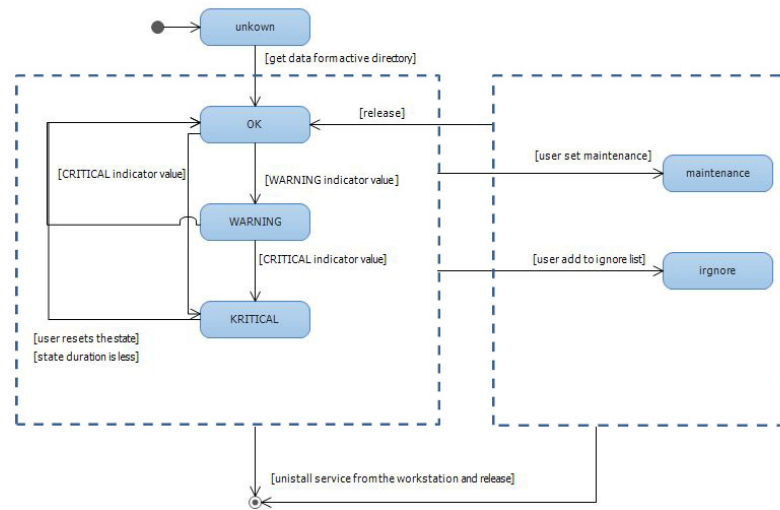 unkown
[get data form active directory]
OK
[release]
[CRITICAL indicator value]
[WARNING indicator value]
[user set maintenance]
maintenance
WARNING
[CRITICAL indicator value]
[user add to ignore list]
irgnore
KRITICAL
[user resets the state]
[state duration is less]
[unistall service from the workstation and release]